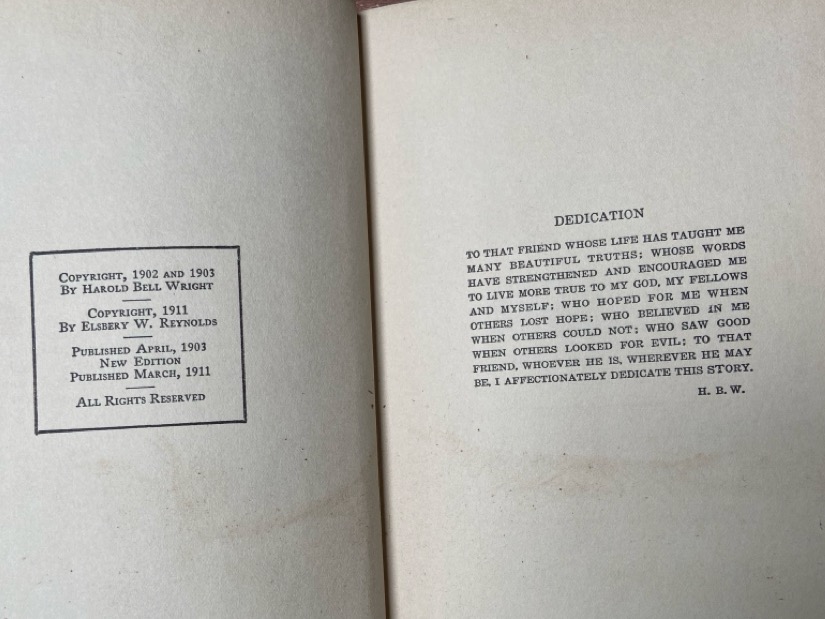 COPYRIGHT, 1902 AND 1903
BY HAROLD BELL WRIGHT
COPYRIGHT, 1911
BY ELSBERY W. REYNOLDS
PUBLISHED APRIL, 1903
NEW EDITION
PUBLISHED MARCH, 1911
ALL RIGHTS RESERVED
DEDICATION
TO THAT FRIEND WHOSE LIFE HAS TAUGHT ME
MANY BEAUTIFUL TRUTHS; WHOSE WORDS
HAVE STRENGTHENED AND ENCOURAGED ME
TO LIVE MORE TRUE TO MY GOD, MY FELLOWS
AND MYSELF; WHO HOPED FOR ME WHEN
OTHERS LOST HOPE; WHO BELIEVED IN ME
WHEN OTHERS COULD NOT; WHO SAW GOOD
WHEN OTHERS LOOKED FOR EVIL; TO THAT
FRIEND, WHOEVER HE IS, WHEREVER HE MAY
BE, I AFFECTIONATELY DEDICATE THIS STORY.
H. B. W.